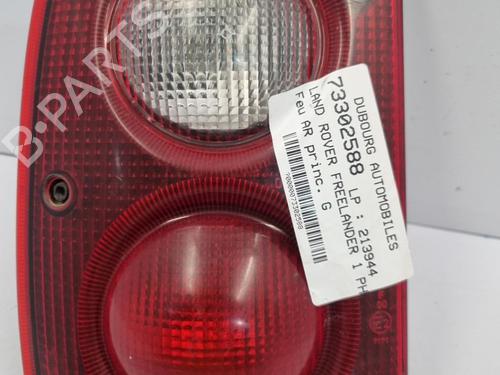 B-PARTS
DUBOURG AUTOMOBILES
73302588 LP : 213944
LAND ROVER FREELANDER 1 PH
Feu AR princ. G